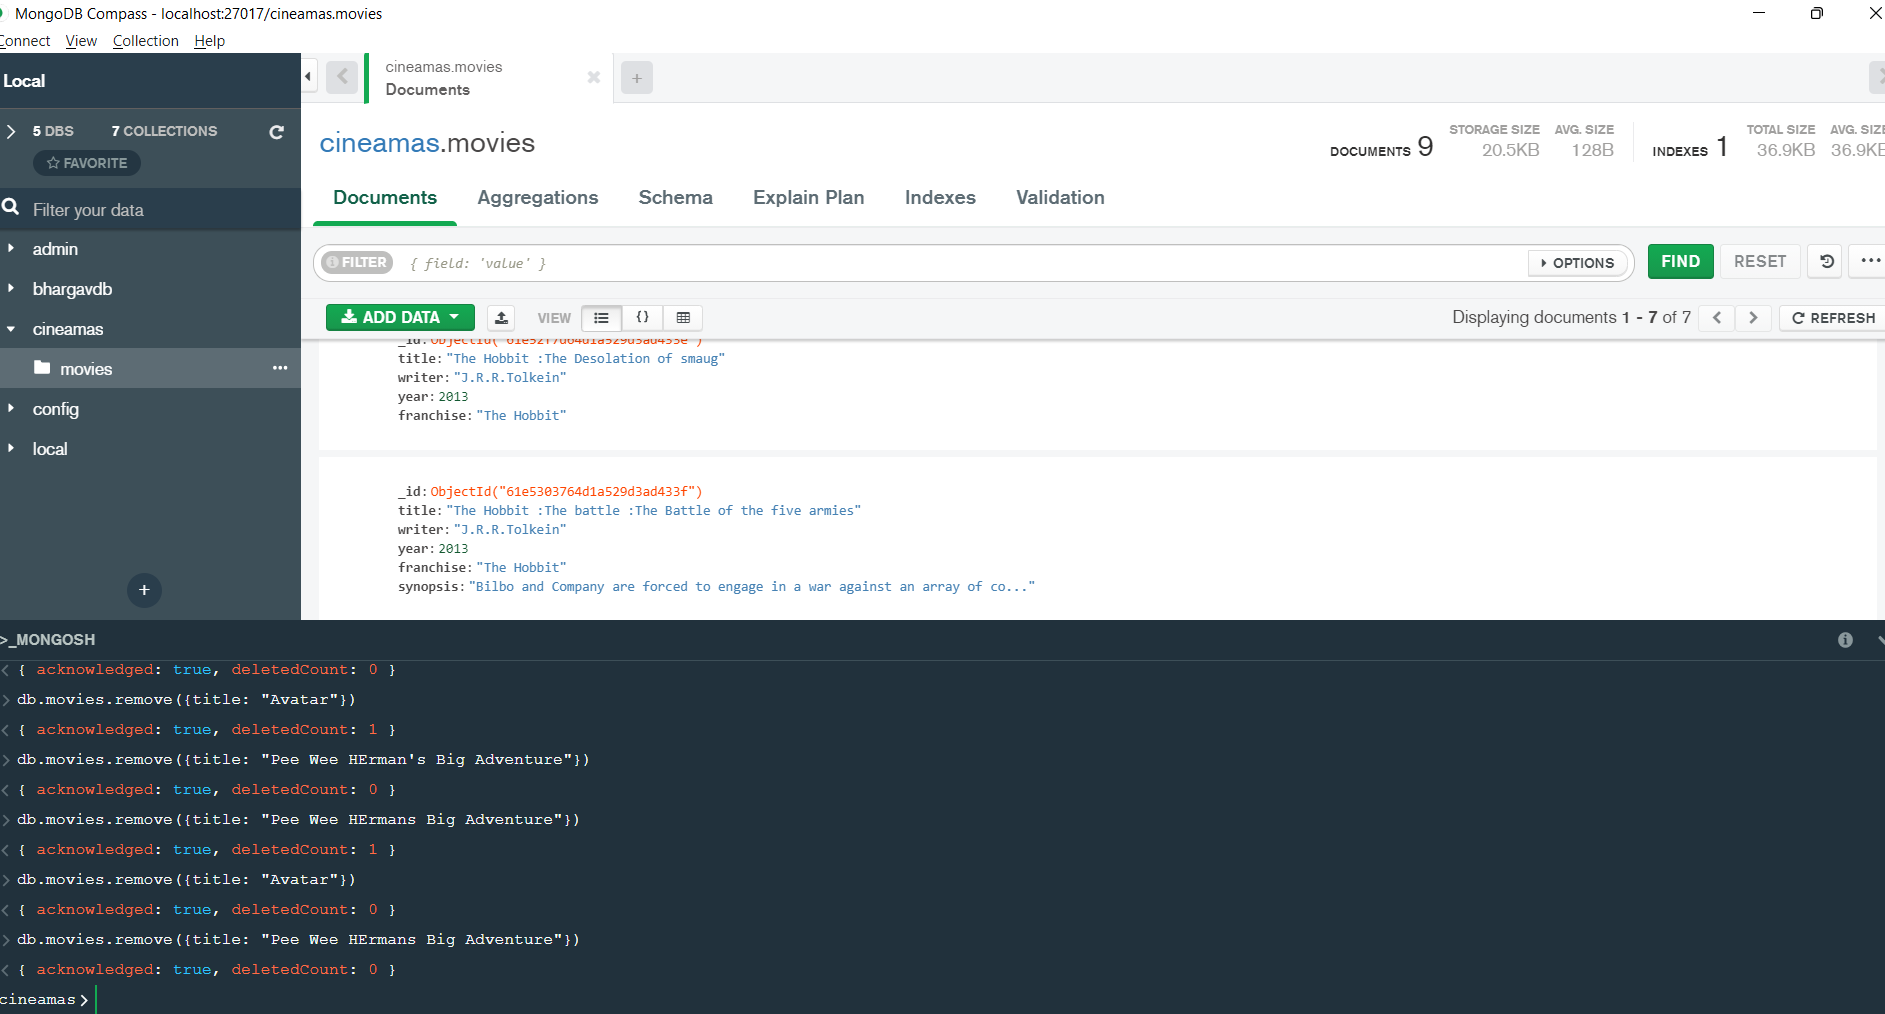 MongoDB Compass - localhost:27017/cineamas.movies
Connect View Collection Help
Local
5 DBS 7 COLLECTIONS
FAVORITE
Filter your data
admin
bhargavdb
cineamas
movies
config
local
cineamas.movies
Documents
cineamas.movies
DOCUMENTS 9 STORAGE SIZE 20.5KB AVG. SIZE 128B INDEXES 1 TOTAL SIZE 36.9KB AVG. SIZE 36.9KB
Documents Aggregations Schema Explain Plan Indexes Validation
FILTER { field: 'value' } OPTIONS FIND RESET
ADD DATA VIEW {} Displaying documents 1 - 7 of 7 REFRESH
title: "The Hobbit :The Desolation of smaug"
writer: "J.R.R.Tolkein"
year: 2013
franchise: "The Hobbit"
_id: ObjectId("61e5303764d1a529d3ad433f")
title: "The Hobbit :The battle :The Battle of the five armies"
writer: "J.R.R.Tolkein"
year: 2013
franchise: "The Hobbit"
synopsis: "Bilbo and Company are forced to engage in a war against an array of co..."
>_MONGOSH
< { acknowledged: true, deletedCount: 0 }
> db.movies.remove({title: "Avatar"})
< { acknowledged: true, deletedCount: 1 }
> db.movies.remove({title: "Pee Wee HErman's Big Adventure"})
< { acknowledged: true, deletedCount: 0 }
> db.movies.remove({title: "Pee Wee HErmans Big Adventure"})
< { acknowledged: true, deletedCount: 1 }
> db.movies.remove({title: "Avatar"})
< { acknowledged: true, deletedCount: 0 }
> db.movies.remove({title: "Pee Wee HErmans Big Adventure"})
< { acknowledged: true, deletedCount: 0 }
cineamas >